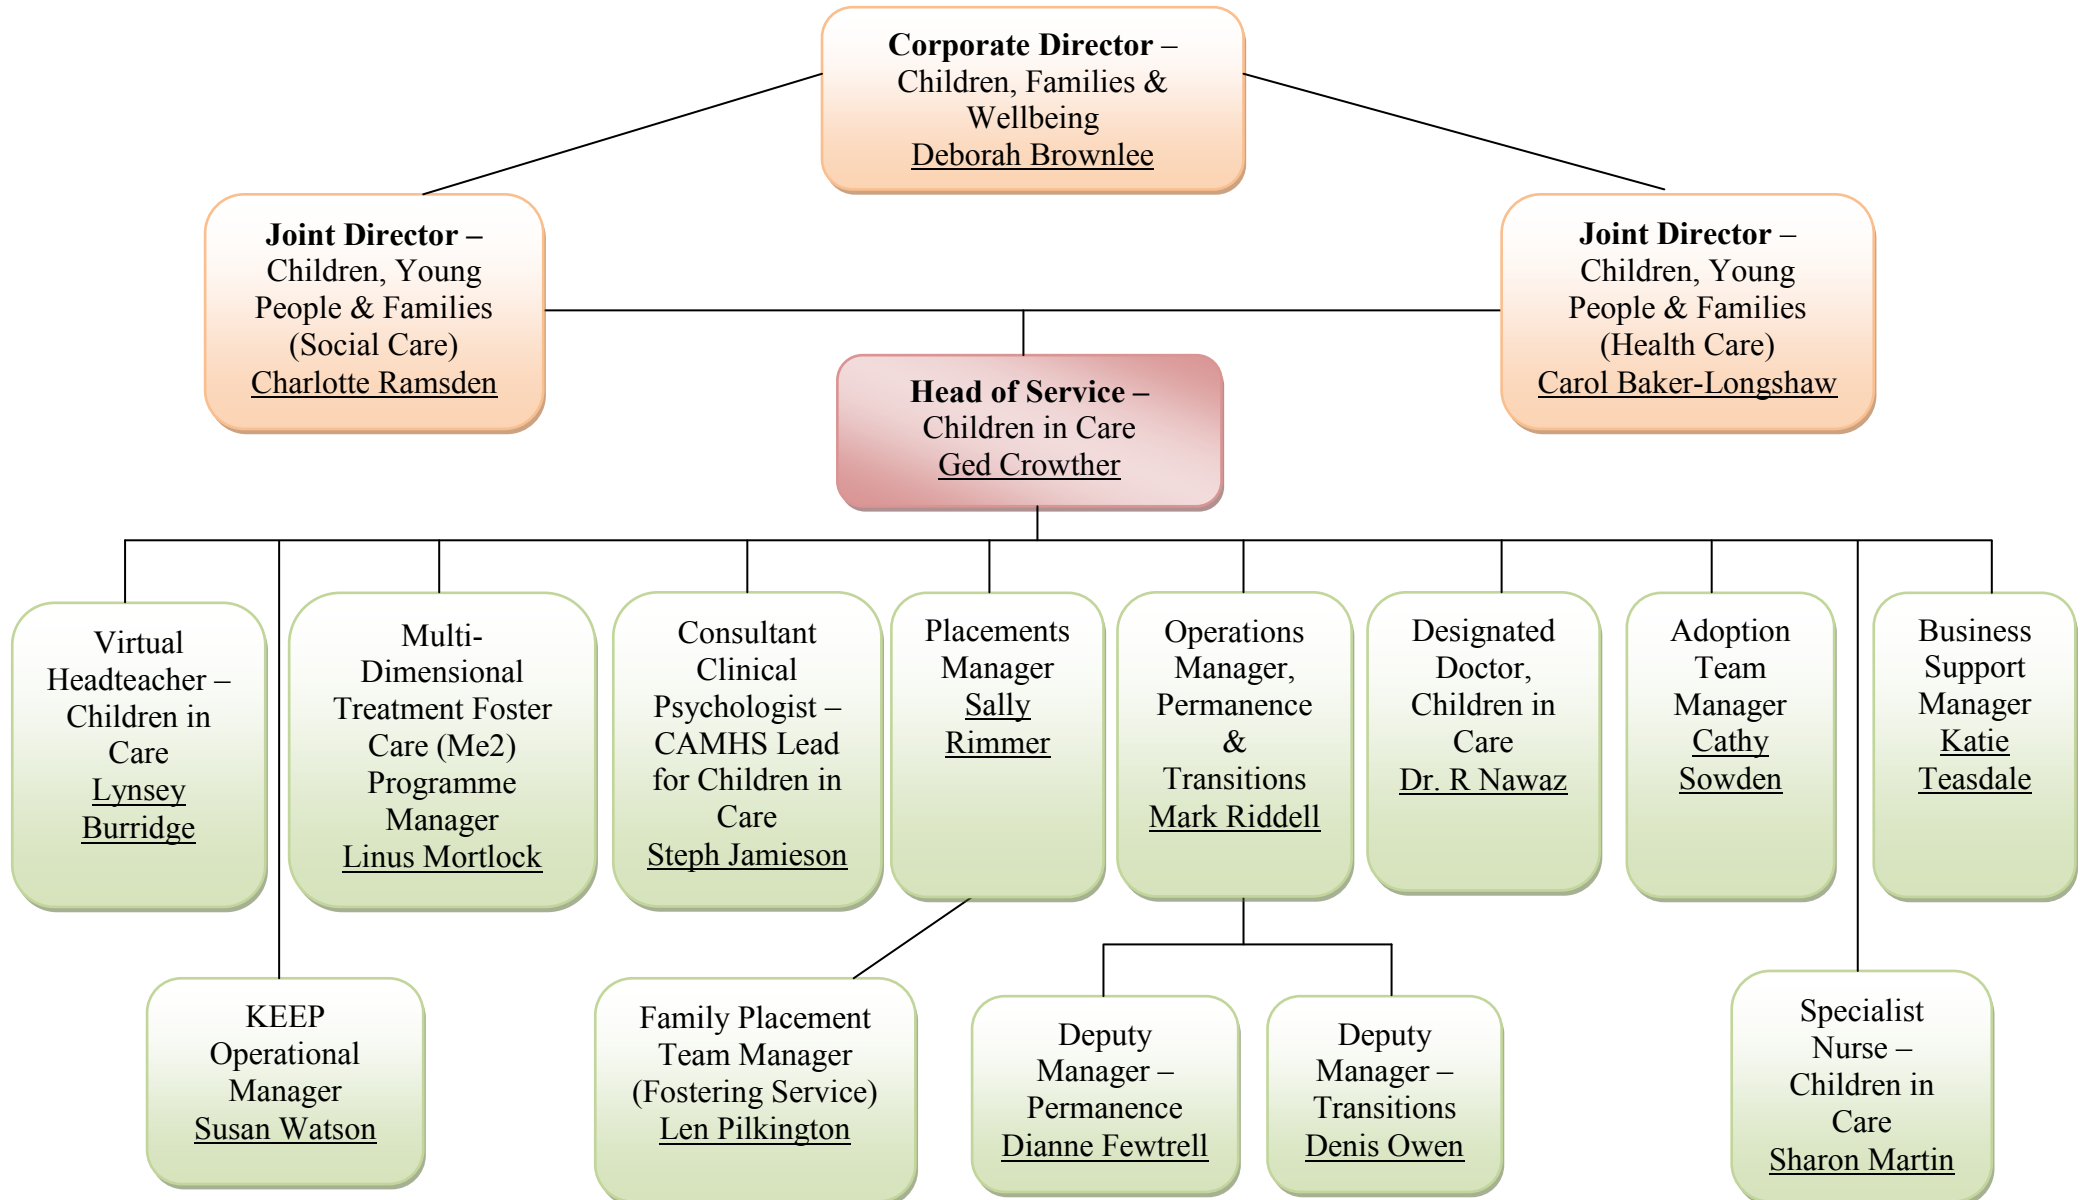 Corporate Director –
Children, Families &
Wellbeing
Deborah Brownlee
Joint Director –
Children, Young
People & Families
(Social Care)
Charlotte Ramsden
Joint Director –
Children, Young
People & Families
(Health Care)
Carol Baker-Longshaw
Head of Service –
Children in Care
Ged Crowther
Virtual
Headteacher –
Children in
Care
Lynsey
Burridge
Multi-
Dimensional
Treatment Foster
Care (Me2)
Programme
Manager
Linus Mortlock
Consultant
Clinical
Psychologist –
CAMHS Lead
for Children in
Care
Steph Jamieson
Placements
Manager
Sally
Rimmer
Operations
Manager,
Permanence
&
Transitions
Mark Riddell
Designated
Doctor,
Children in
Care
Dr. R Nawaz
Adoption
Team
Manager
Cathy
Sowden
Business
Support
Manager
Katie
Teasdale
KEEP
Operational
Manager
Susan Watson
Family Placement
Team Manager
(Fostering Service)
Len Pilkington
Deputy
Manager –
Permanence
Dianne Fewtrell
Deputy
Manager –
Transitions
Denis Owen
Specialist
Nurse –
Children in
Care
Sharon Martin